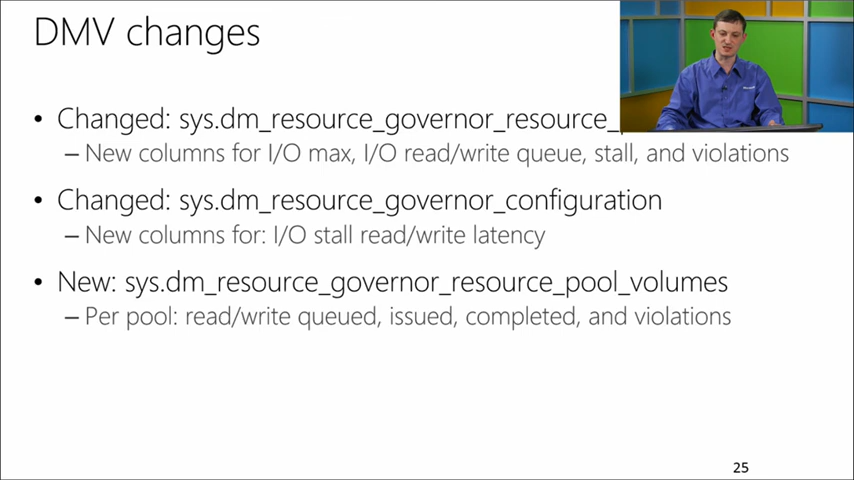 DMV changes
• Changed: sys.dm_resource_governor_resource_
– New columns for I/O max, I/O read/write queue, stall, and violations
• Changed: sys.dm_resource_governor_configuration
– New columns for: I/O stall read/write latency
• New: sys.dm_resource_governor_resource_pool_volumes
– Per pool: read/write queued, issued, completed, and violations
25